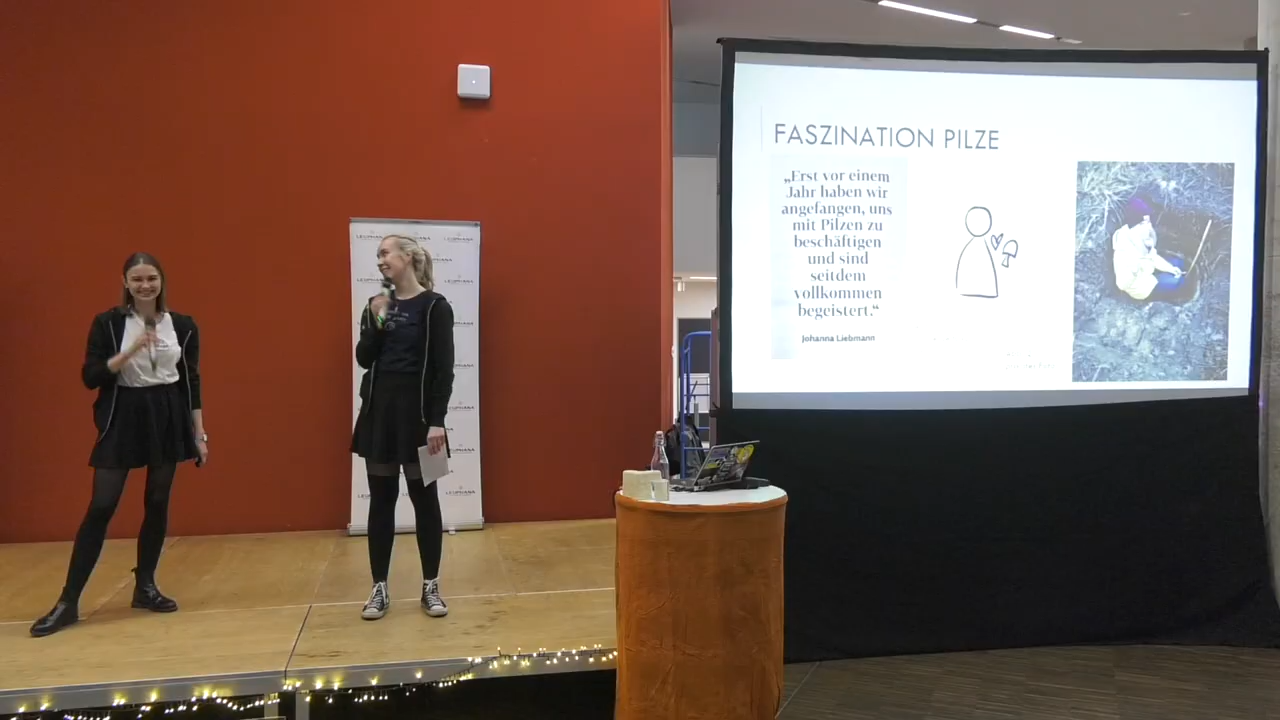 FASZINATION PILZE
„Erst vor einem
Jahr haben wir
angefangen, uns
mit Pilzen zu
beschäftigen
und sind
seitdem
vollkommen
begeistert.“
Johanna Liebmann
LEUPHANA